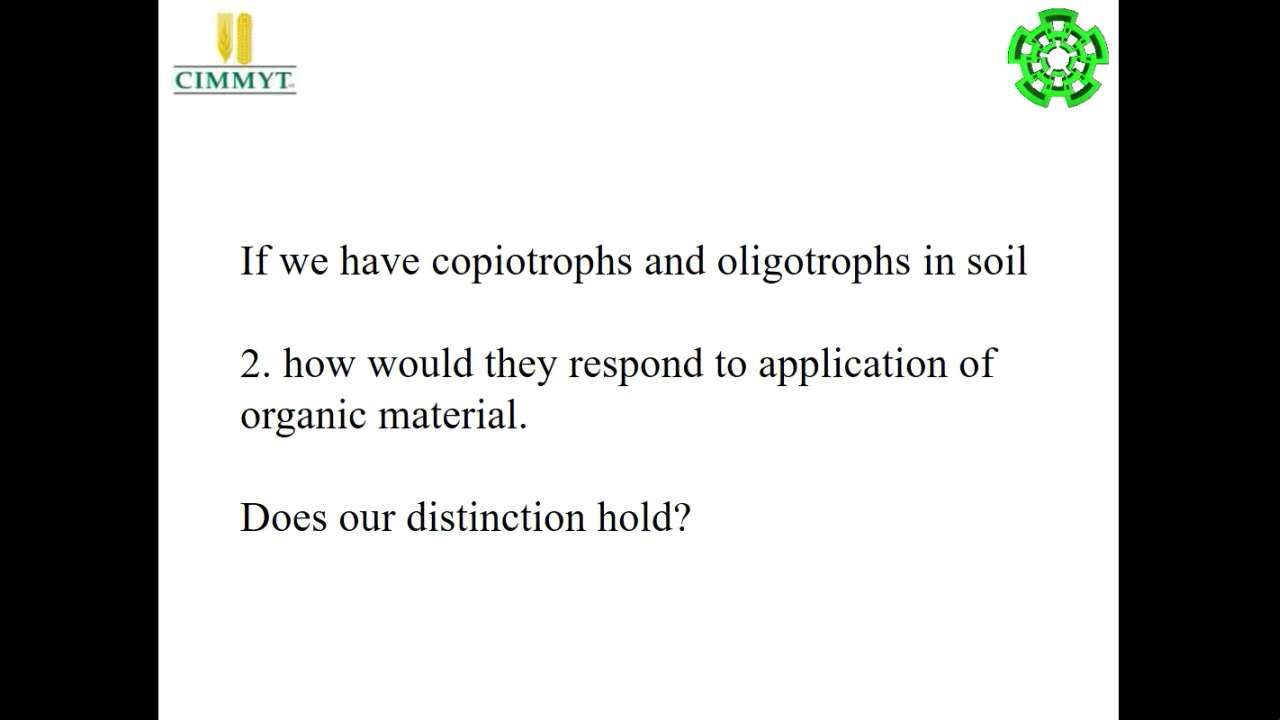 CIMMYT
If we have copiotrophs and oligotrophs in soil
2. how would they respond to application of
organic material.
Does our distinction hold?